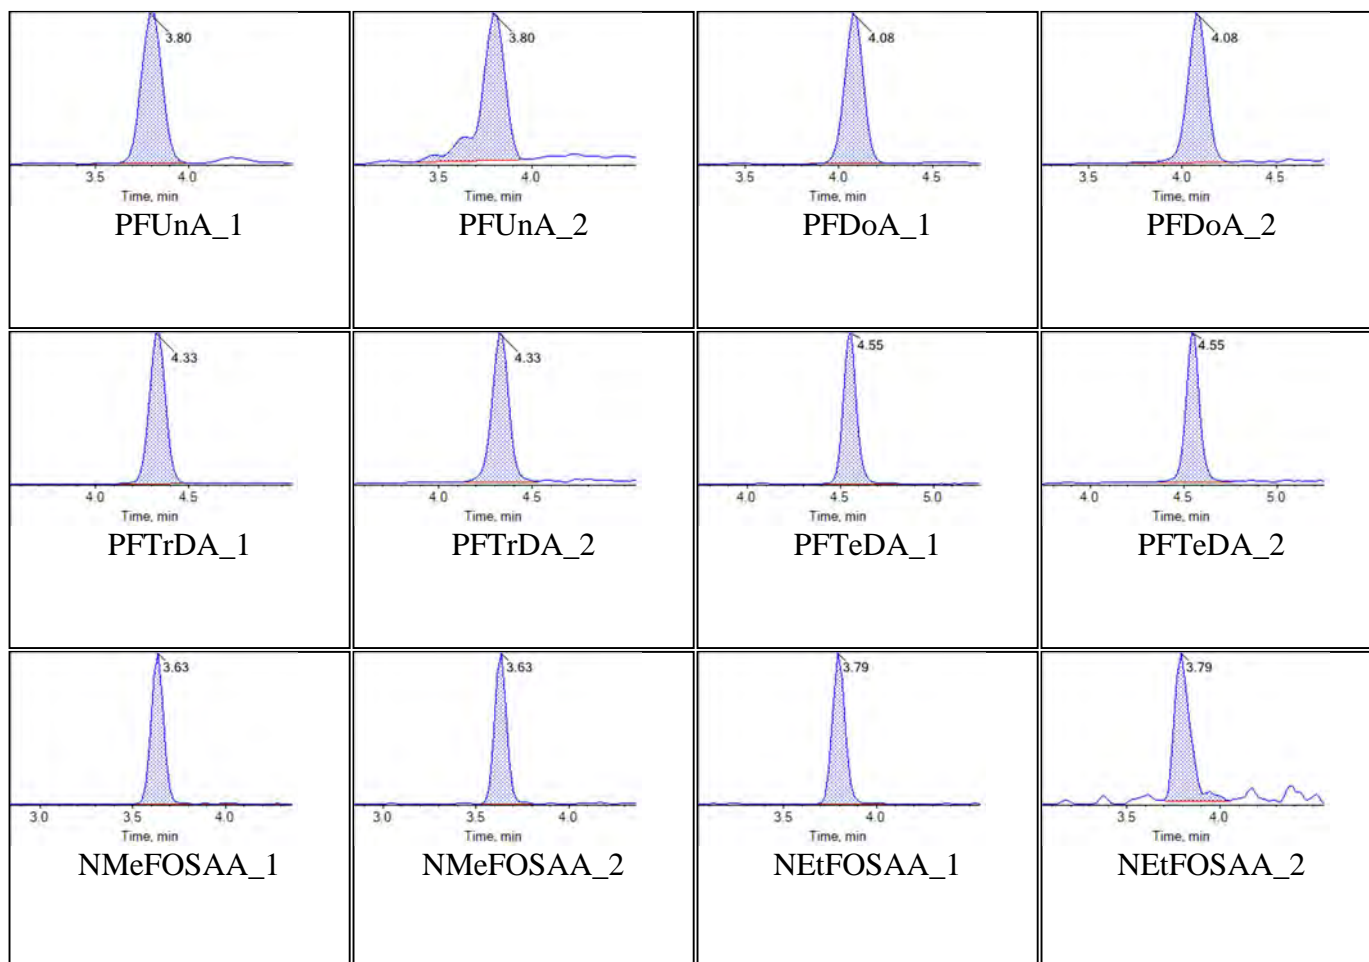 3.80
3.5 4.0
Time, min
PFUnA_1
3.80
3.5 4.0
Time, min
PFUnA_2
4.08
3.5 4.0 4.5
Time, min
PFDoA_1
4.08
3.5 4.0 4.5
Time, min
PFDoA_2
4.33
4.0 4.5
Time, min
PFTrDA_1
4.33
4.0 4.5
Time, min
PFTrDA_2
4.55
4.0 4.5 5.0
Time, min
PFTeDA_1
4.55
4.0 4.5 5.0
Time, min
PFTeDA_2
3.63
3.0 3.5 4.0
Time, min
NMeFOSAA_1
3.63
3.0 3.5 4.0
Time, min
NMeFOSAA_2
3.79
3.5 4.0
Time, min
NEtFOSAA_1
3.79
3.5 4.0
Time, min
NEtFOSAA_2